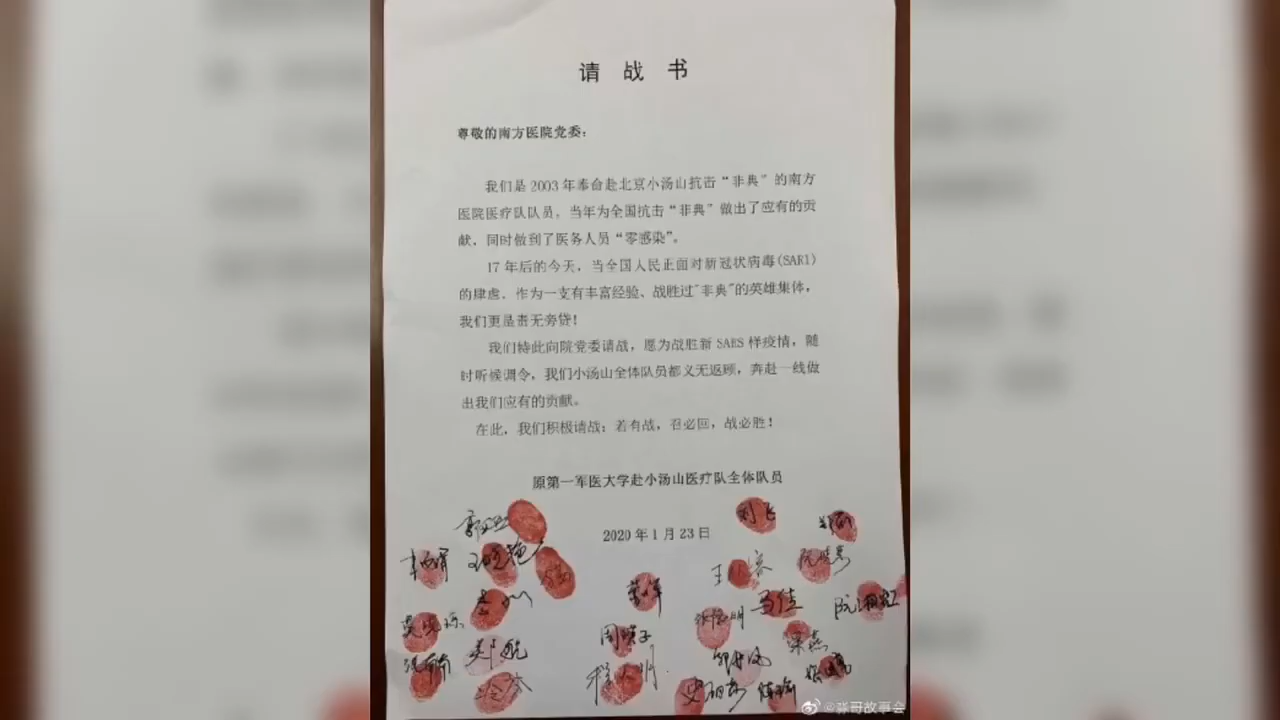 请战书
尊敬的南方医院党委：
我们是2003年奉命赴北京小汤山抗击“非典”的南方
医院医疗队队员，当年为全国抗击“非典”做出了应有的贡
献，同时做到了医务人员“零感染”。
17年后的今天，当全国人民正面对新冠状病毒(SARI)
的肆虐，作为一支有丰富经验、战胜过“非典”的英雄集体，
我们更是责无旁贷！
我们特此向院党委请战，愿为战胜新SARS样疫情，随
时听候调令，我们小汤山全体队员都义无返顾，奔赴一线做
出我们应有的贡献。
在此，我们积极请战：若有战，召必回，战必胜！
原第一军医大学赴小汤山医疗队全体队员
2020年1月23日
刘飞
马佳
梁燕
@张哥故事会